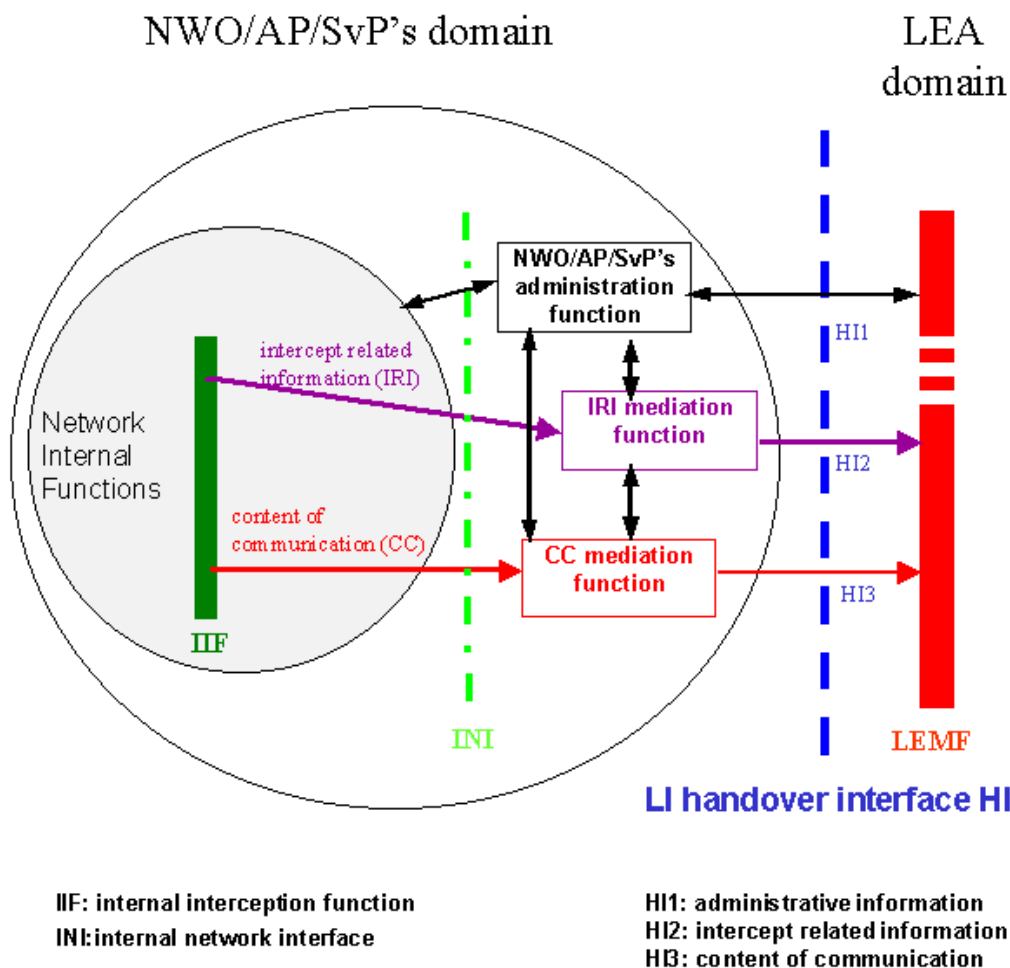 NWO/AP/SvP's domain
LEA
domain
NWO/AP/SvP's
administration
function
HI1
intercept related
information (IRI)
IRI mediation
function
Network
Internal
Functions
HI2
content of
communication (CC)
CC mediation
function
HI3
IIF
INI
LEMF
LI handover interface HI
IIF: internal interception function
INI:internal network interface
HI1: administrative information
HI2: intercept related information
HI3: content of communication